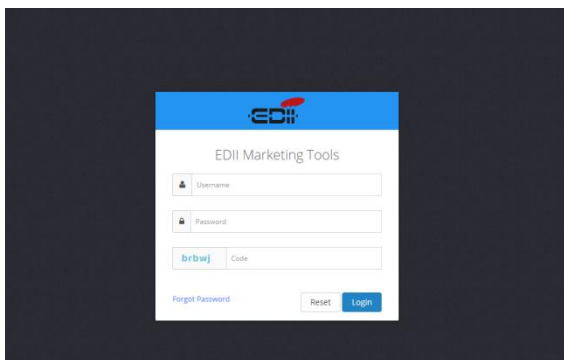 EDII
EDII Marketing Tools
Username
Password
brbwj Code
Forgot Password Reset Login